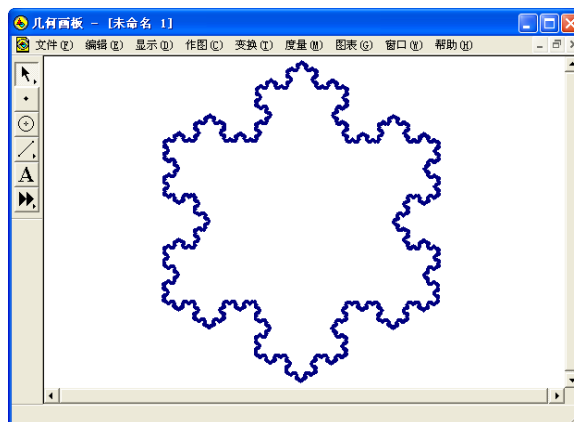 几何画板 - [未命名 1]
文件(F) 编辑(E) 显示(D) 作图(C) 变换(T) 度量(M) 图表(G) 窗口(W) 帮助(H)
A